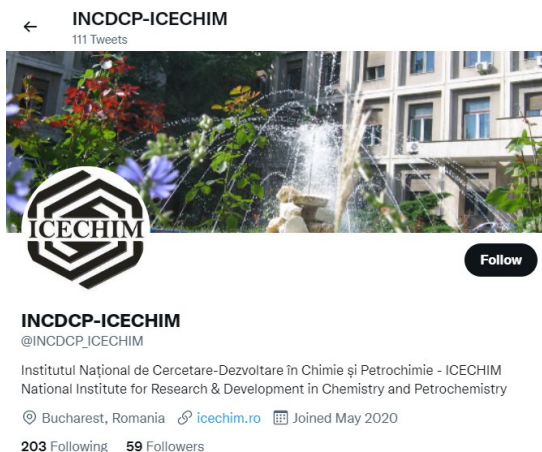 INCDCP-ICECHIM
111 Tweets
ICECHIM
Follow
INCDCP-ICECHIM
@INCDCP_ICECHIM
Institutul Național de Cercetare-Dezvoltare în Chimie și Petrochimie - ICECHIM
National Institute for Research & Development in Chemistry and Petrochemistry
Bucharest, Romania icechim.ro Joined May 2020
203 Following 59 Followers